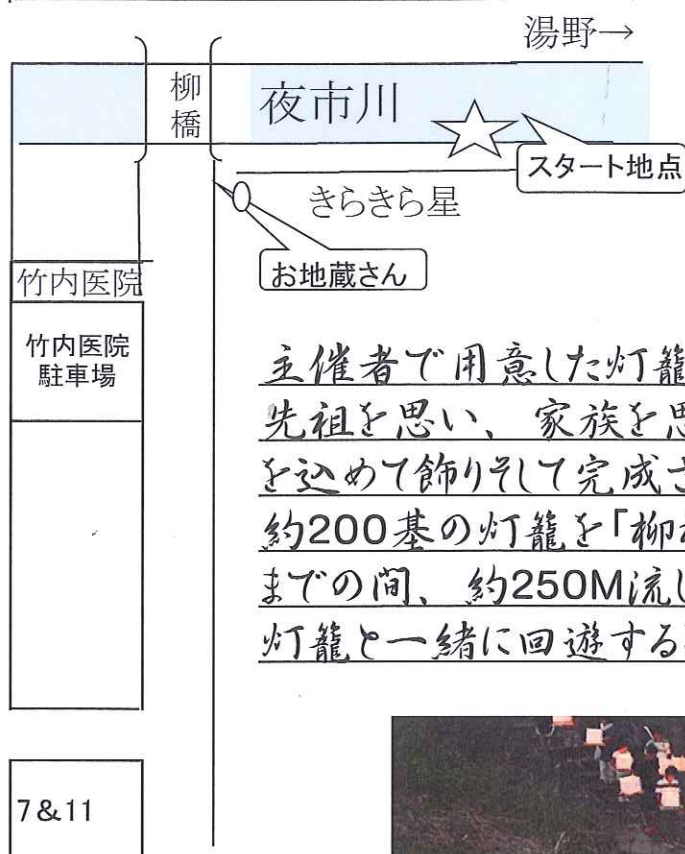 湯野→
柳橋
夜市川
スタート地点
きらきら星
お地蔵さん
竹内医院
竹内医院
駐車場
主催者で用意した灯籠
先祖を思い、家族を思
を込めて飾りそして完成さ
約200基の灯籠を「柳
までの間、約250M流し
灯籠と一緒に回遊する
7&11